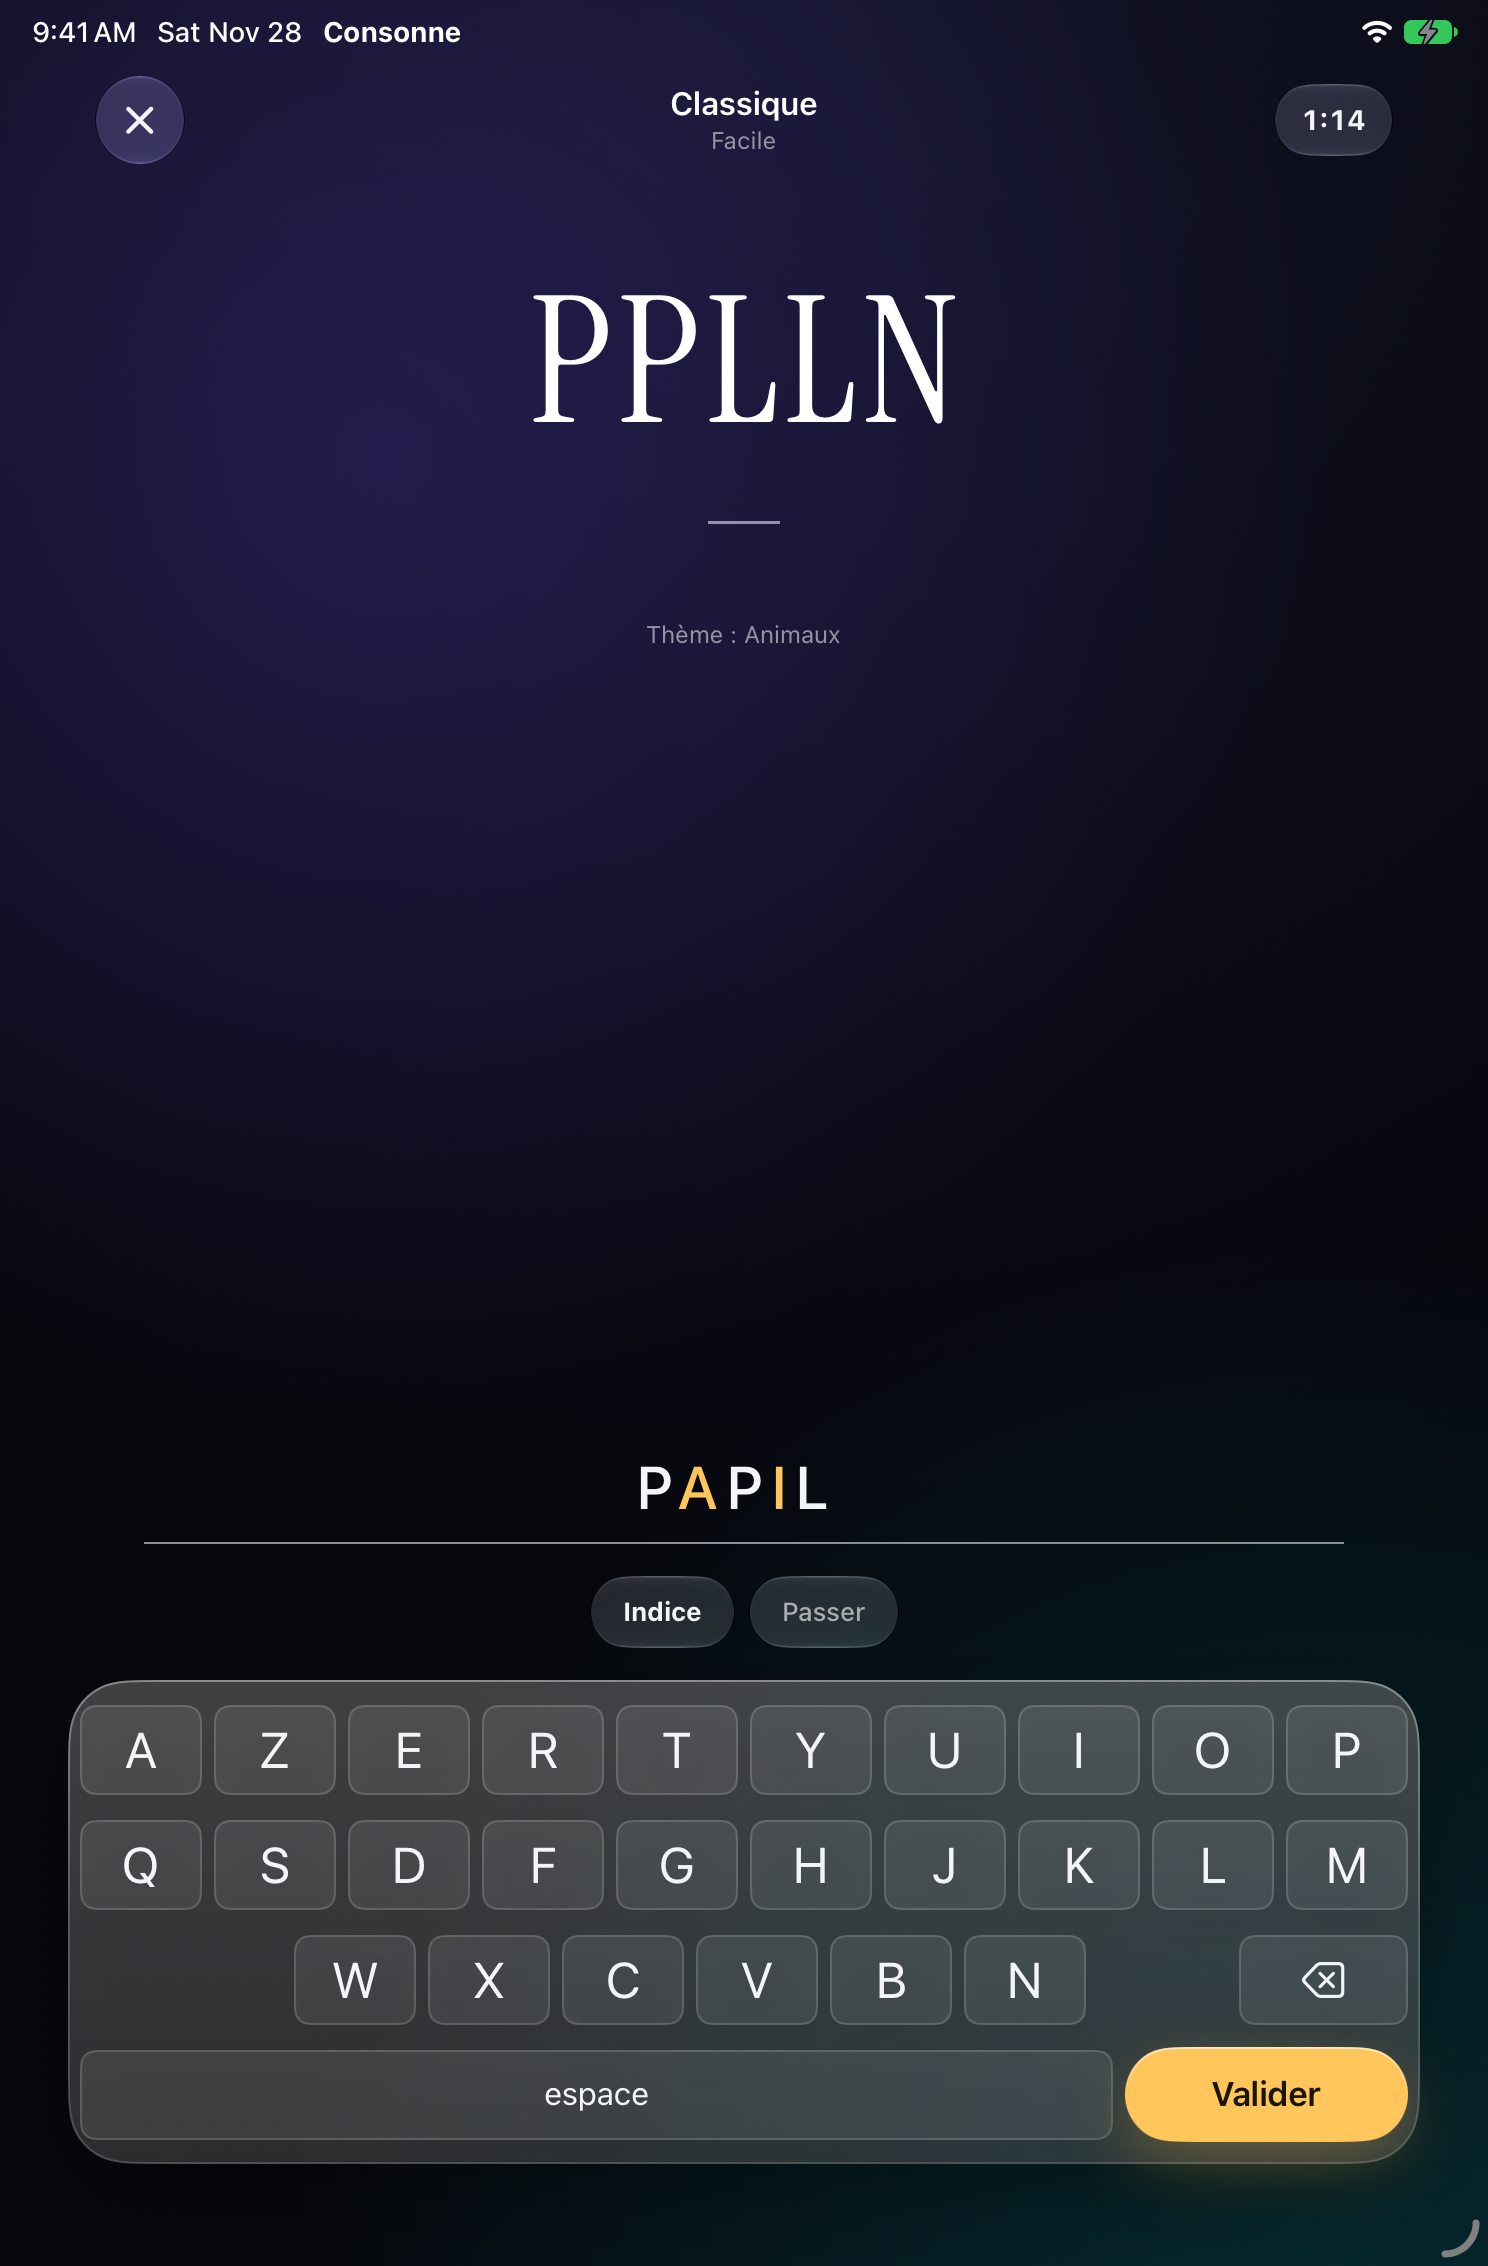 9:41 AM Sat Nov 28 Consonne
Classique
Facile
1:14
PPLLN
Thème : Animaux
PAPIL
Indice Passer
A Z E R T Y U I O P
Q S D F G H J K L M
W X C V B N
espace Valider